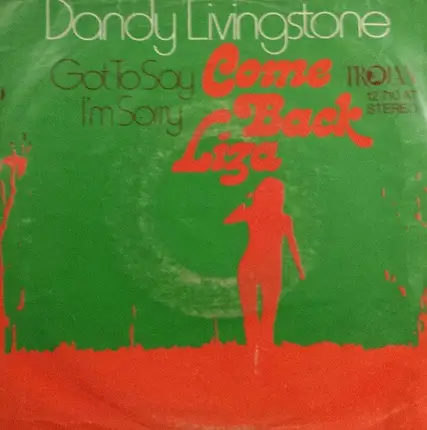 Dandy Livingstone
Got To Say
I'm Sorry
Come
Back
Liza
TROJAN
12 710 AT
STEREO